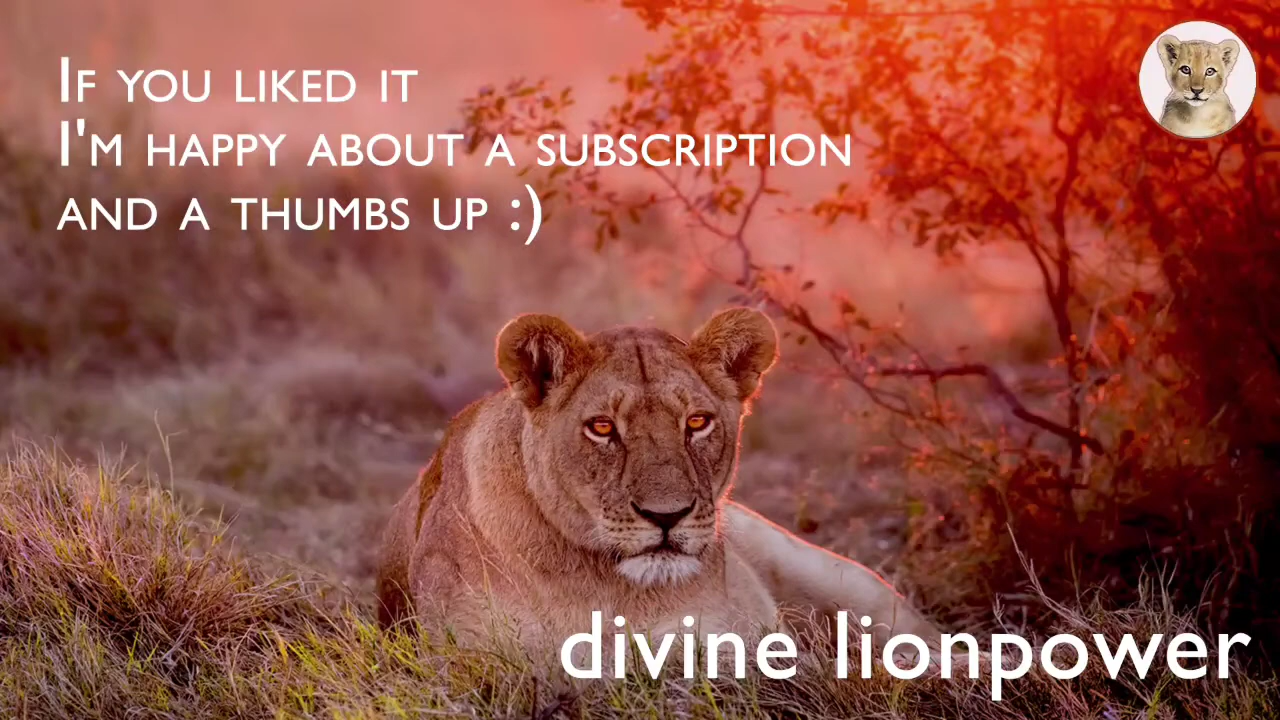 If you liked it
I'm happy about a subscription
and a thumbs up :)
divine lionpower